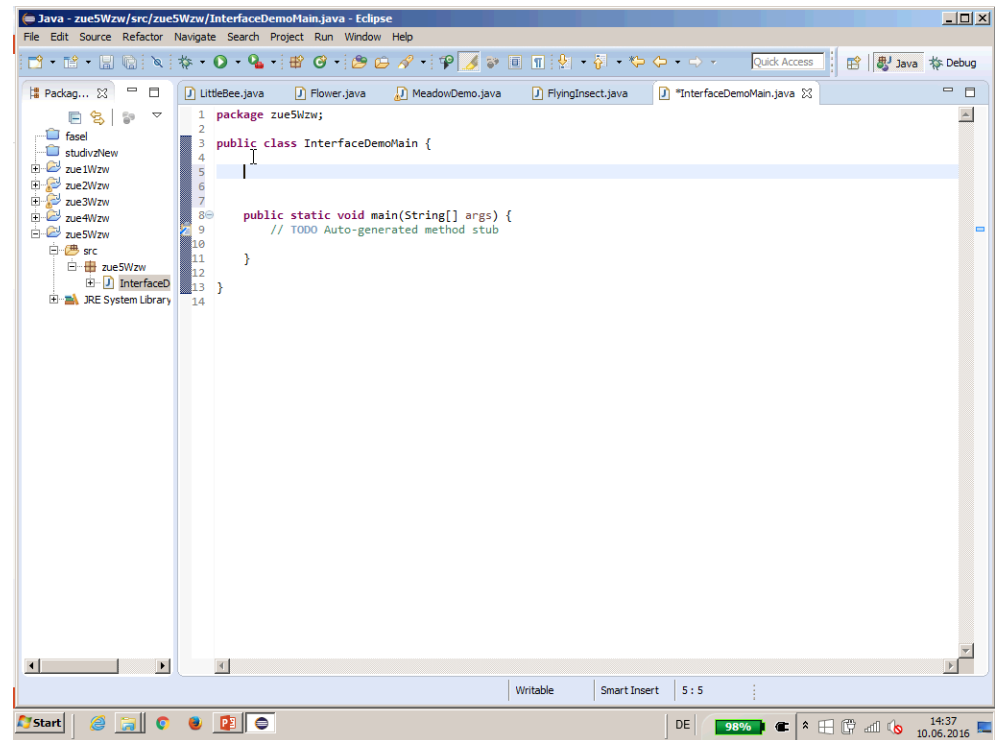 Java - zue5Wzw/src/zue5Wzw/InterfaceDemoMain.java - Eclipse
File Edit Source Refactor Navigate Search Project Run Window Help
Quick Access Java Debug
Packag... LittleBee.java Flower.java MeadowDemo.java FlyingInsect.java *InterfaceDemoMain.java
fasel
studivzNew
zue1Wzw
zue2Wzw
zue3Wzw
zue4Wzw
zue5Wzw
src
zue5Wzw
InterfaceD
JRE System Library
1 package zue5Wzw;
2
3 public class InterfaceDemoMain {
4
5
6
7
8 public static void main(String[] args) {
9 // TODO Auto-generated method stub
10
11 }
12
13 }
14
Writable Smart Insert 5 : 5
Start DE 98% 14:37
10.06.2016